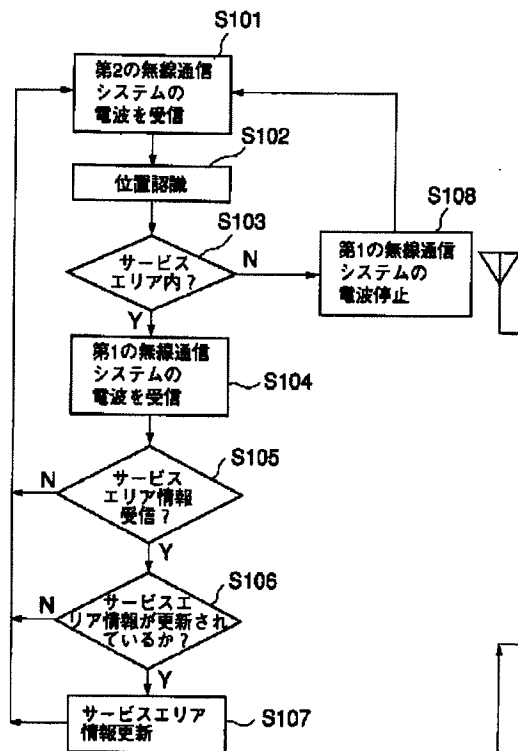 S101
第2の無線通信
システムの
電波を受信
S102
位置認識
S103
サービス
エリア内？
N
Y
S108
第1の無線通信
システムの
電波停止
第1の無線通信
システムの
電波を受信
S104
S105
サービス
エリア情報
受信？
N
Y
S106
サービスエ
リア情報が更新され
ているか？
N
Y
サービスエリア
情報更新
S107